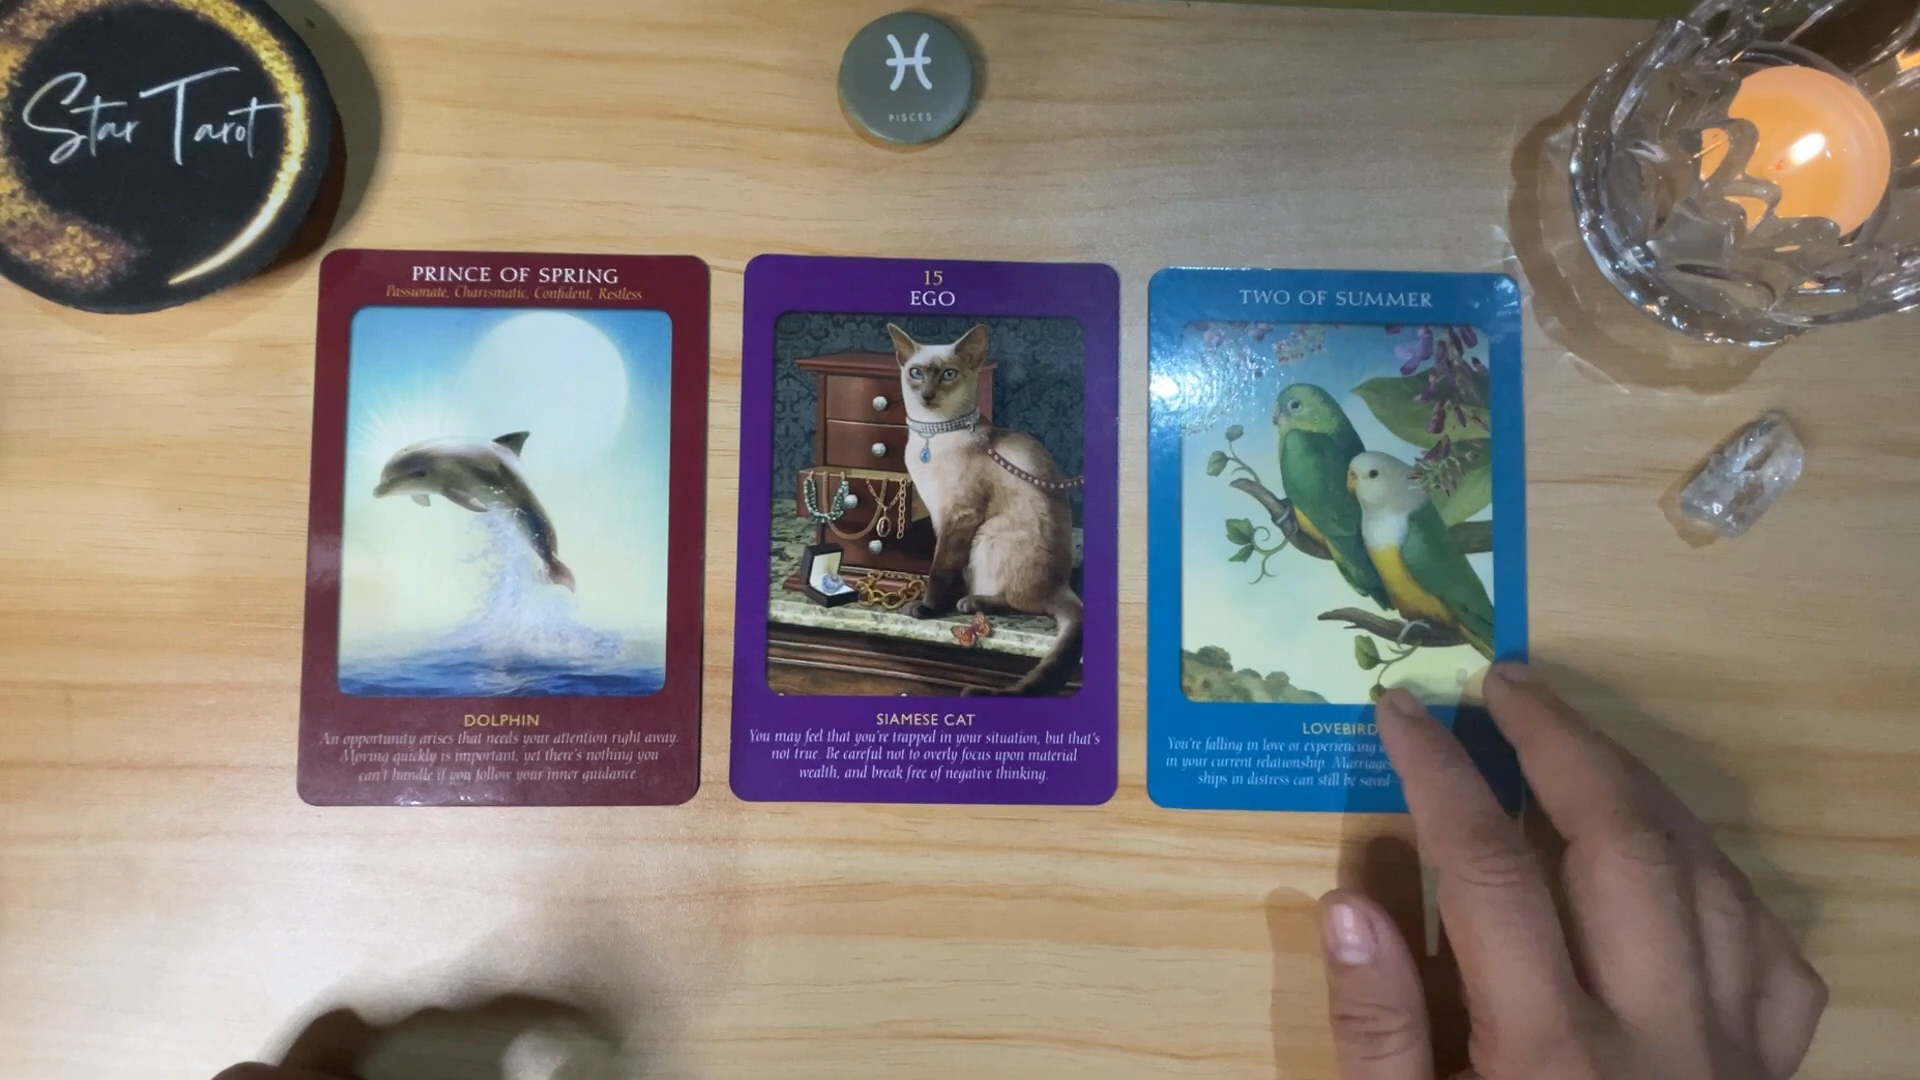 Star Tarot
PISCES
PRINCE OF SPRING
Passionate, Charismatic, Confident, Restless
DOLPHIN
An opportunity arises that needs your attention right away.
Moving quickly is important, yet there's nothing you
can't handle if you follow your inner guidance.
15
EGO
SIAMESE CAT
You may feel that you're trapped in your situation, but that's
not true. Be careful not to overly focus upon material
wealth, and break free of negative thinking.
TWO OF SUMMER
LOVEBIRD
You're falling in love or experiencing
in your current relationship. Marriages
ships in distress can still be saved—